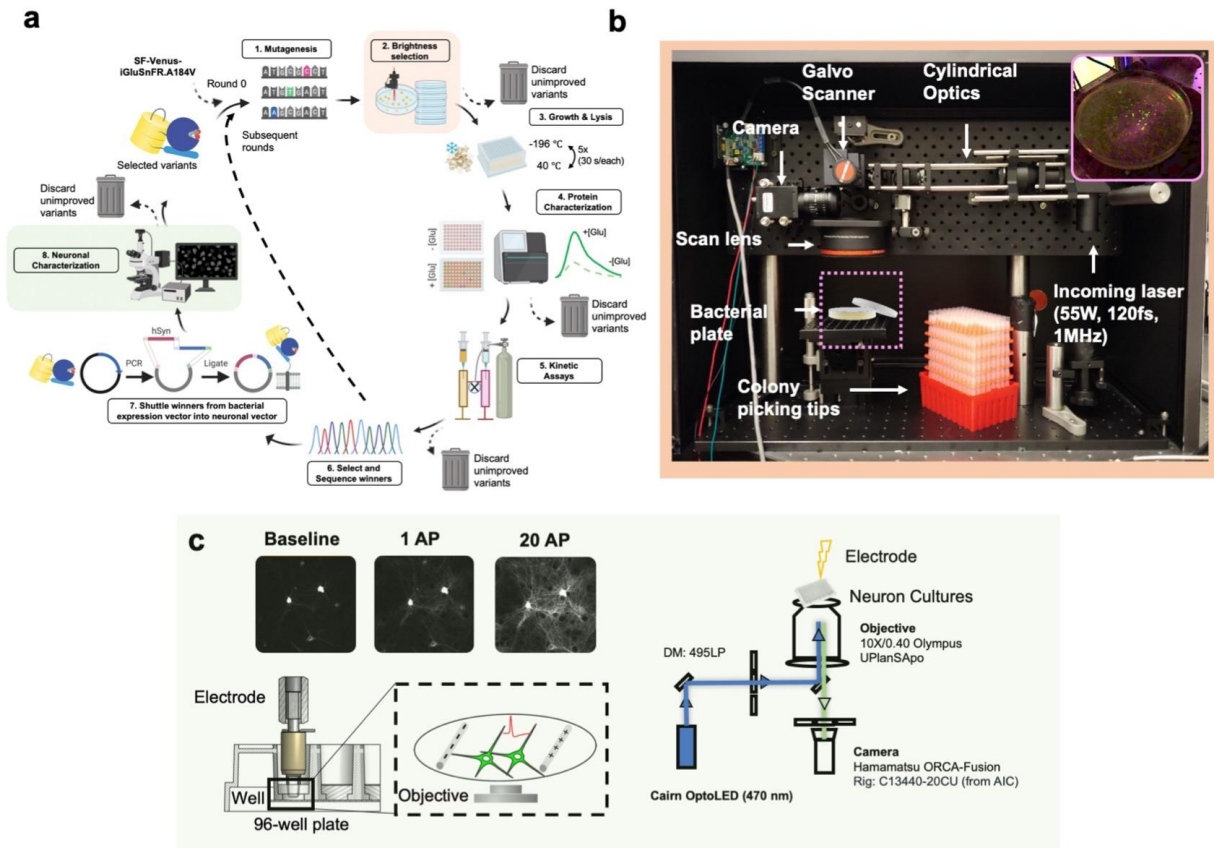 a
SF-Venus-
iGluSnFR.A184V
Round 0
1. Mutagenesis
Subsequent
rounds
2. Brightness
selection
Discard
unimproved
variants
3. Growth & Lysis
-196 °C
40 °C
5x
(30 s/each)
4. Protein
Characterization
- [Glu]
+ [Glu]
+[Glu]
-[Glu]
Discard
unimproved
variants
5. Kinetic
Assays
Discard
unimproved
variants
6. Select and
Sequence winners
7. Shuttle winners from bacterial
expression vector into neuronal vector
PCR
hSyn
Ligate
8. Neuronal
Characterization
Discard
unimproved
variants
Selected variants
b
Galvo
Scanner
Cylindrical
Optics
Camera
Scan lens
Bacterial
plate
Colony
picking tips
Incoming laser
(55W, 120fs,
1MHz)
c
Baseline
1 AP
20 AP
Electrode
Well
96-well plate
Objective
Electrode
Neuron Cultures
Objective
10X/0.40 Olympus
UPlanSApo
DM: 495LP
Camera
Hamamatsu ORCA-Fusion
Rig: C13440-20CU (from AIC)
Cairn OptoLED (470 nm)